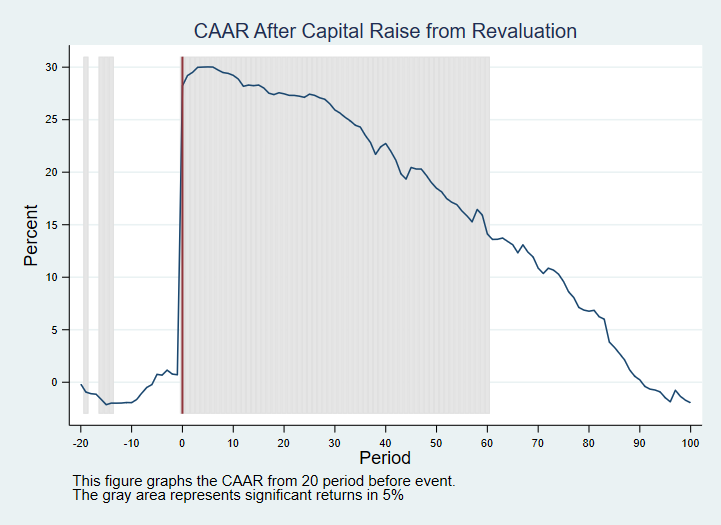 CAAR After Capital Raise from Revaluation
30
25
20
15
10
5
0
Percent
-20 -10 0 10 20 30 40 50 60 70 80 90 100
Period
This figure graphs the CAAR from 20 period before event.
The gray area represents significant returns in 5%